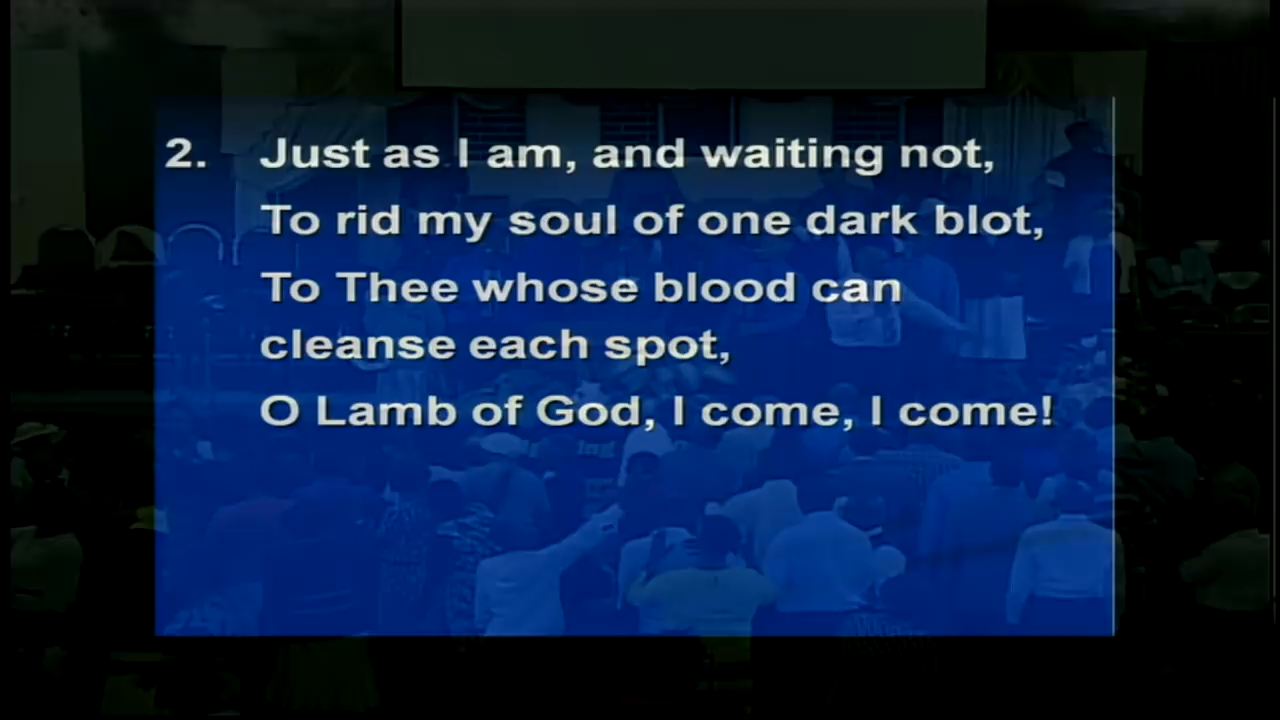 2. Just as I am, and waiting not,
To rid my soul of one dark blot,
To Thee whose blood can
cleanse each spot,
O Lamb of God, I come, I come!